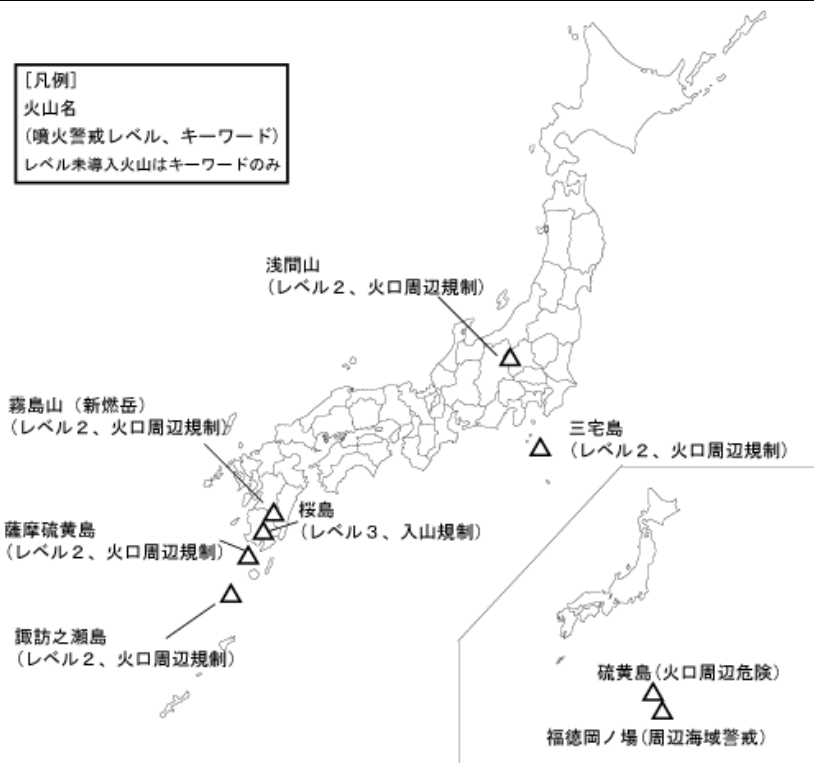 [凡例]
火山名
(噴火警戒レベル、キーワード)
レベル未導入火山はキーワードのみ
浅間山
(レベル２、火口周辺規制)
霧島山（新燃岳）
(レベル２、火口周辺規制)
三宅島
(レベル２、火口周辺規制)
桜島
(レベル３、入山規制)
薩摩硫黄島
(レベル２、火口周辺規制)
諏訪之瀬島
(レベル２、火口周辺規制)
硫黄島(火口周辺危険)
福徳岡ノ場(周辺海域警戒)